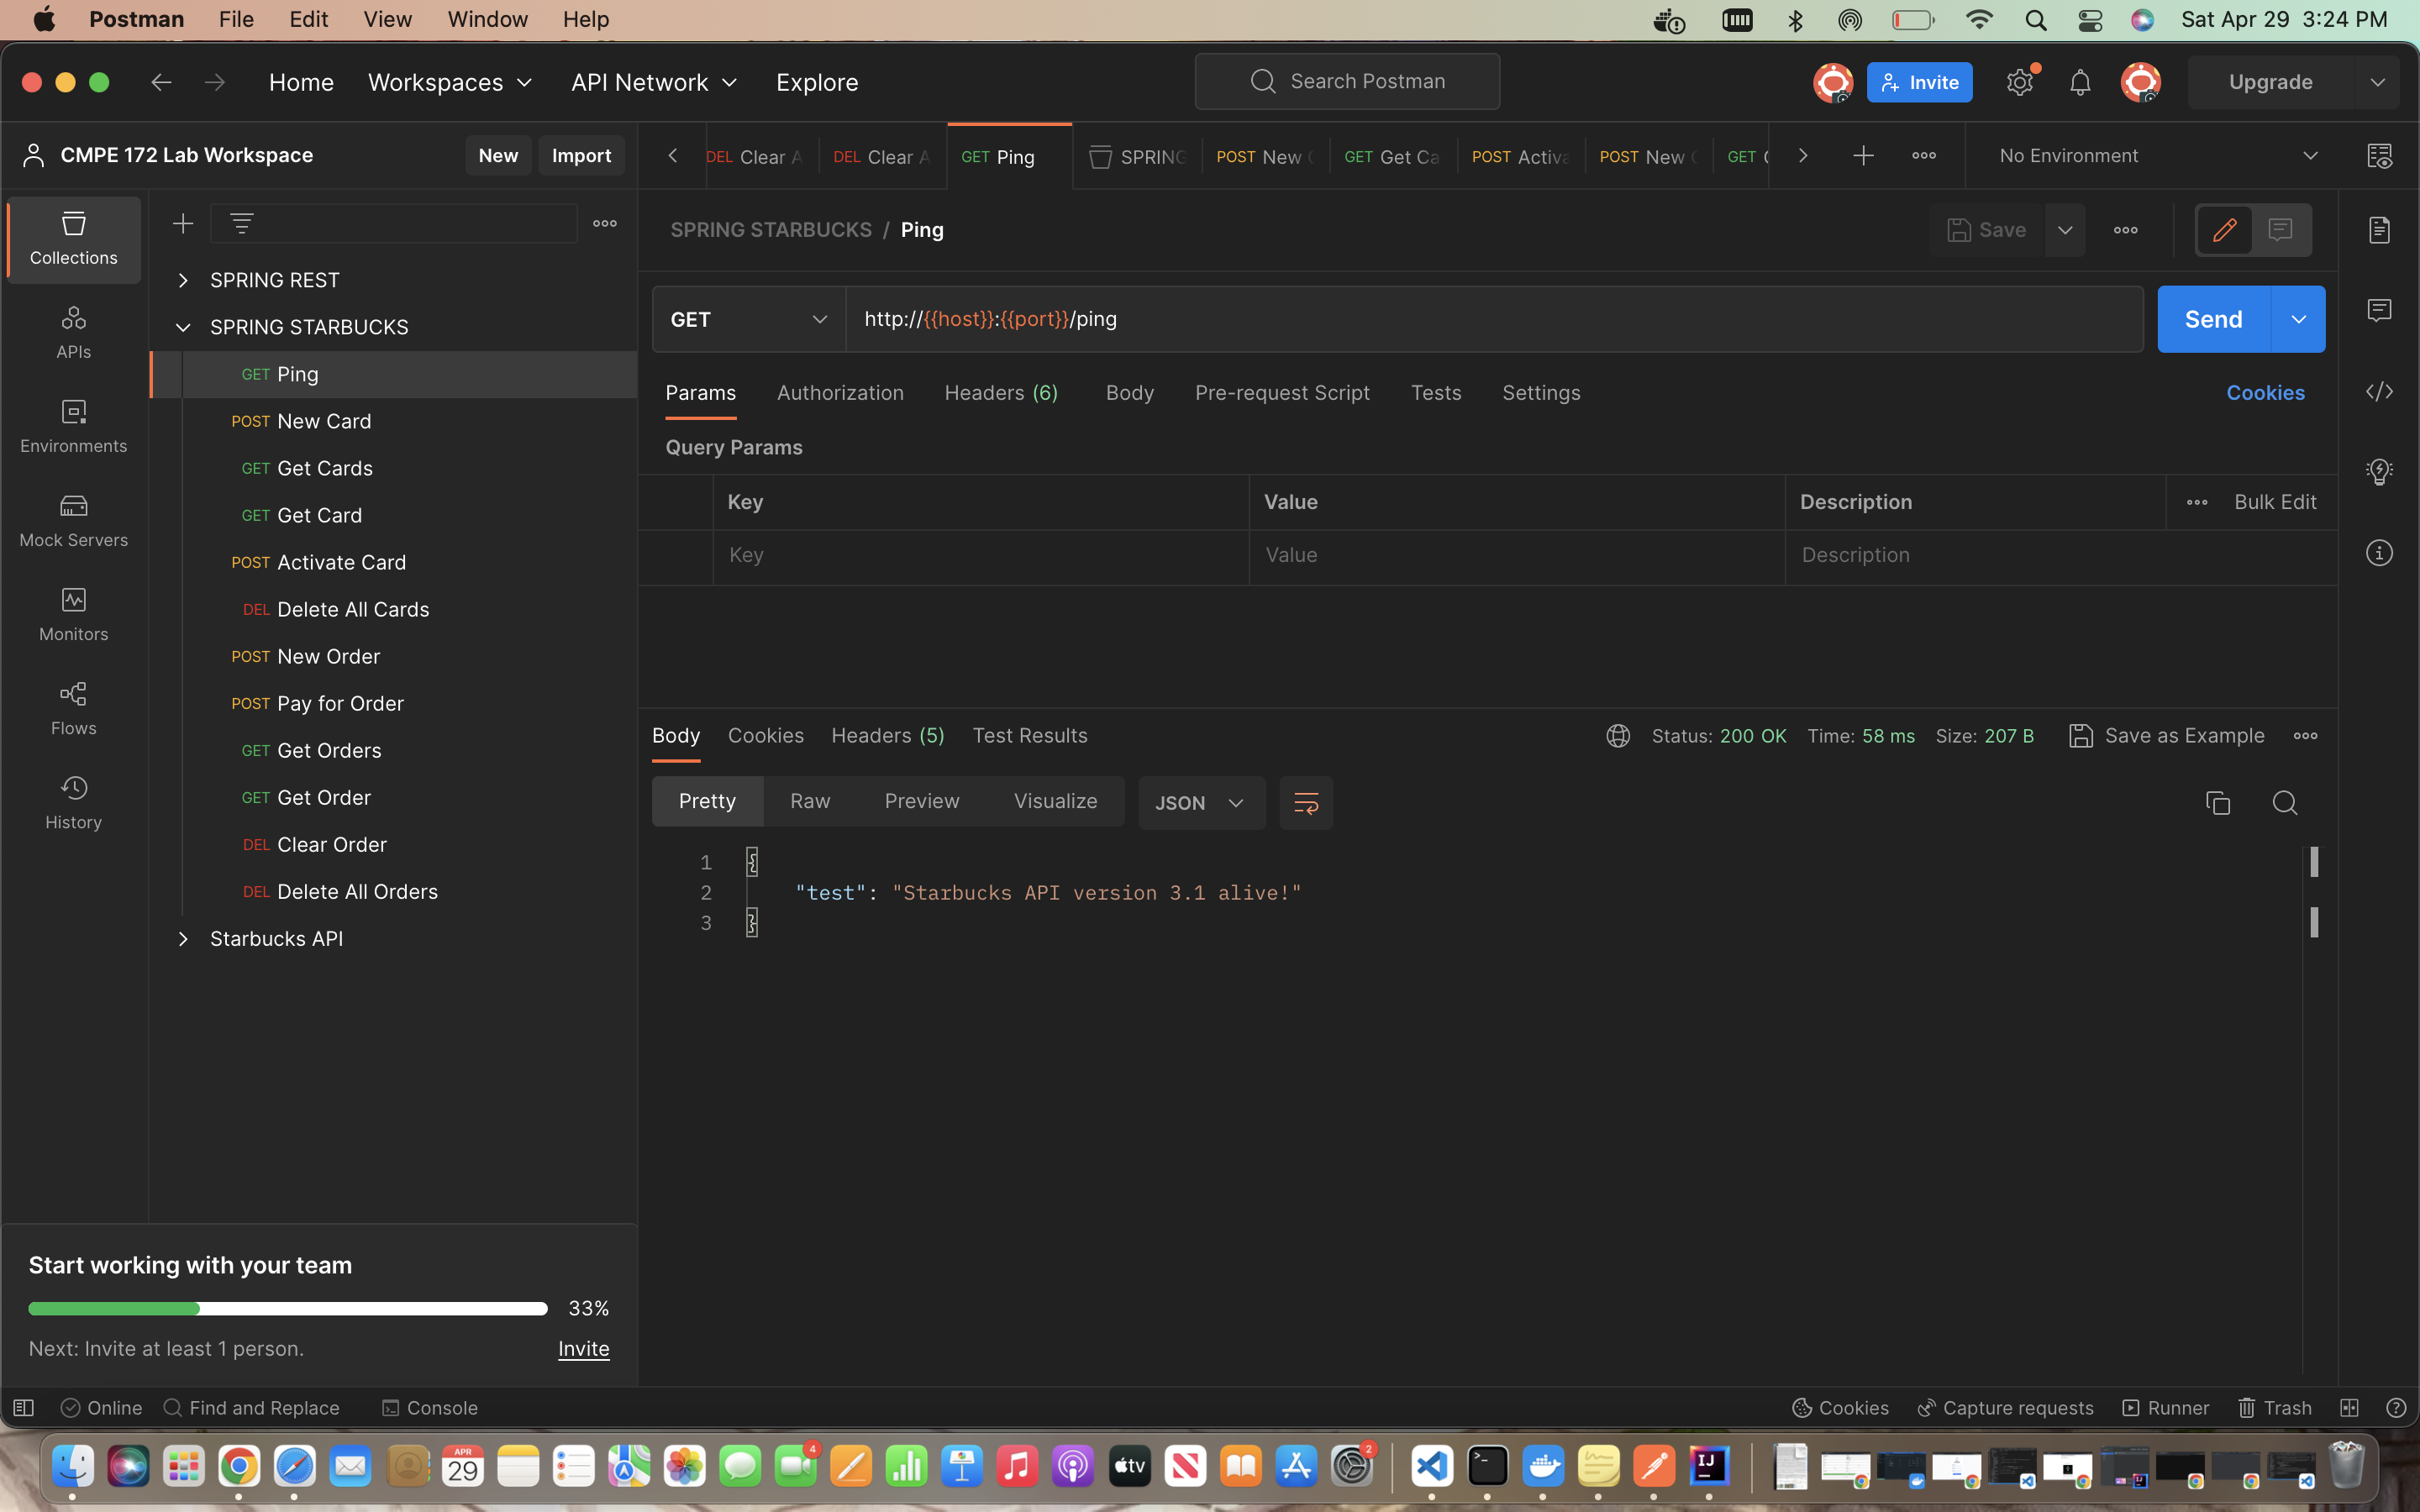 Postman File Edit View Window Help Sat Apr 29 3:24 PM
Home Workspaces API Network Explore Search Postman Invite Upgrade
CMPE 172 Lab Workspace New Import
DEL Clear A DEL Clear A GET Ping SPRING POST New GET Get Ca POST Activa POST New GET No Environment
Collections
APIs
Environments
Mock Servers
Monitors
Flows
History
SPRING REST
SPRING STARBUCKS
GET Ping
POST New Card
GET Get Cards
GET Get Card
POST Activate Card
DEL Delete All Cards
POST New Order
POST Pay for Order
GET Get Orders
GET Get Order
DEL Clear Order
DEL Delete All Orders
Starbucks API
SPRING STARBUCKS / Ping Save
GET http://{{host}}:{{port}}/ping Send
Params Authorization Headers (6) Body Pre-request Script Tests Settings Cookies
Query Params
Key Value Description Bulk Edit
Key Value Description
Body Cookies Headers (5) Test Results Status: 200 OK Time: 58 ms Size: 207 B Save as Example
Pretty Raw Preview Visualize JSON
1 {
2 "test": "Starbucks API version 3.1 alive!"
3 }
Start working with your team
33%
Next: Invite at least 1 person. Invite
Online Find and Replace Console Cookies Capture requests Runner Trash
APR
29
4
tv
2
IJ